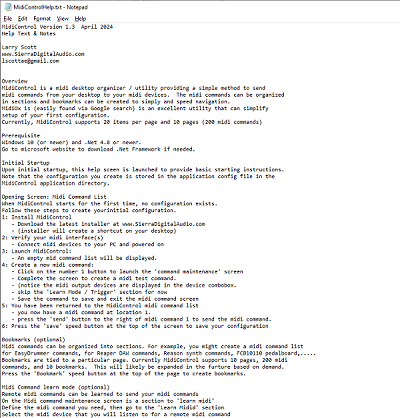 MidiControlHelp.txt - Notepad
File Edit Format View Help
MidiControl Version 1.3 April 2024
Help Text & Notes
Larry Scott
www.SierraDigitalAudio.com
lscottae@gmail.com
Overview
MidiControl is a midi desktop organizer / utility providing a simple method to send
midi commands from your desktop to your midi devices. The midi commands can be organized
in sections and bookmarks can be created to simply and speed navigation.
MidiOx is (easily found via Google search) is an excellent utility that can simplify
setup of your first configuration.
Currently, MidiControl supports 20 items per page and 10 pages (200 midi commands)
Prerequisite
Windows 10 (or newer) and .Net 4.8 or newer.
Go to microsoft website to download .Net Framework if needed.
Initial Startup
Upon initial startup, this help screen is launched to provide basic starting instructions.
Note that the configuration you create is stored in the application config file in the
MidiControl application directory.
Opening Screen: Midi Command List
When MidiControl starts for the first time, no configuration exists.
Follow these steps to create yourinitial configuration.
1: Install MidiControl
- Download the latest installer at www.SierraDigitalAudio.com
- (installer will create a shortcut on your desktop)
2: Verify your midi interface(s)
- Connect midi devices to your PC and powered on
3: Launch MidiControl:
- An empty mid command list will be displayed.
4: Create a new midi command:
- Click on the number 1 button to launch the 'command maintenance' screen
- Complete the screen to create a midi test command.
- (notice the midi output devices are displayed in the device combobox.
- skip the 'Learn Mode / Trigger' section for now
- Save the command to save and exit the midi command screen
5: You have been returned to the MidiControl midi command list
- you now have a midi command at location 1.
- press the 'send' button to the right of midi command 1 to send the midi command.
6: Press the 'save' speed button at the top of the screen to save your configuration
Bookmarks (optional)
Midi commands can be organized into sections. For example, you might create a midi command list
for EasyDrummer commands, for Reaper DAW commands, Reason synth commands, FCB1010 pedalboard,.....
Bookmarks are tied to a particular page. Currently MidiControl supports 10 pages, 200 midi
commands, and 10 bookmarks. This will likely be expanded in the furture based on demand.
Press the 'Bookmark' speed button at the top of the page to create bookmarks.
Midi Command learn mode (optional)
Remote midi commands can be learned to send your midi commands
On the Midi command maintenance screen is a section to 'learn midi'
Define the midi command you need, then go to the 'Learn Midid' section
Select the midi device that you will listen to for a remote midi command